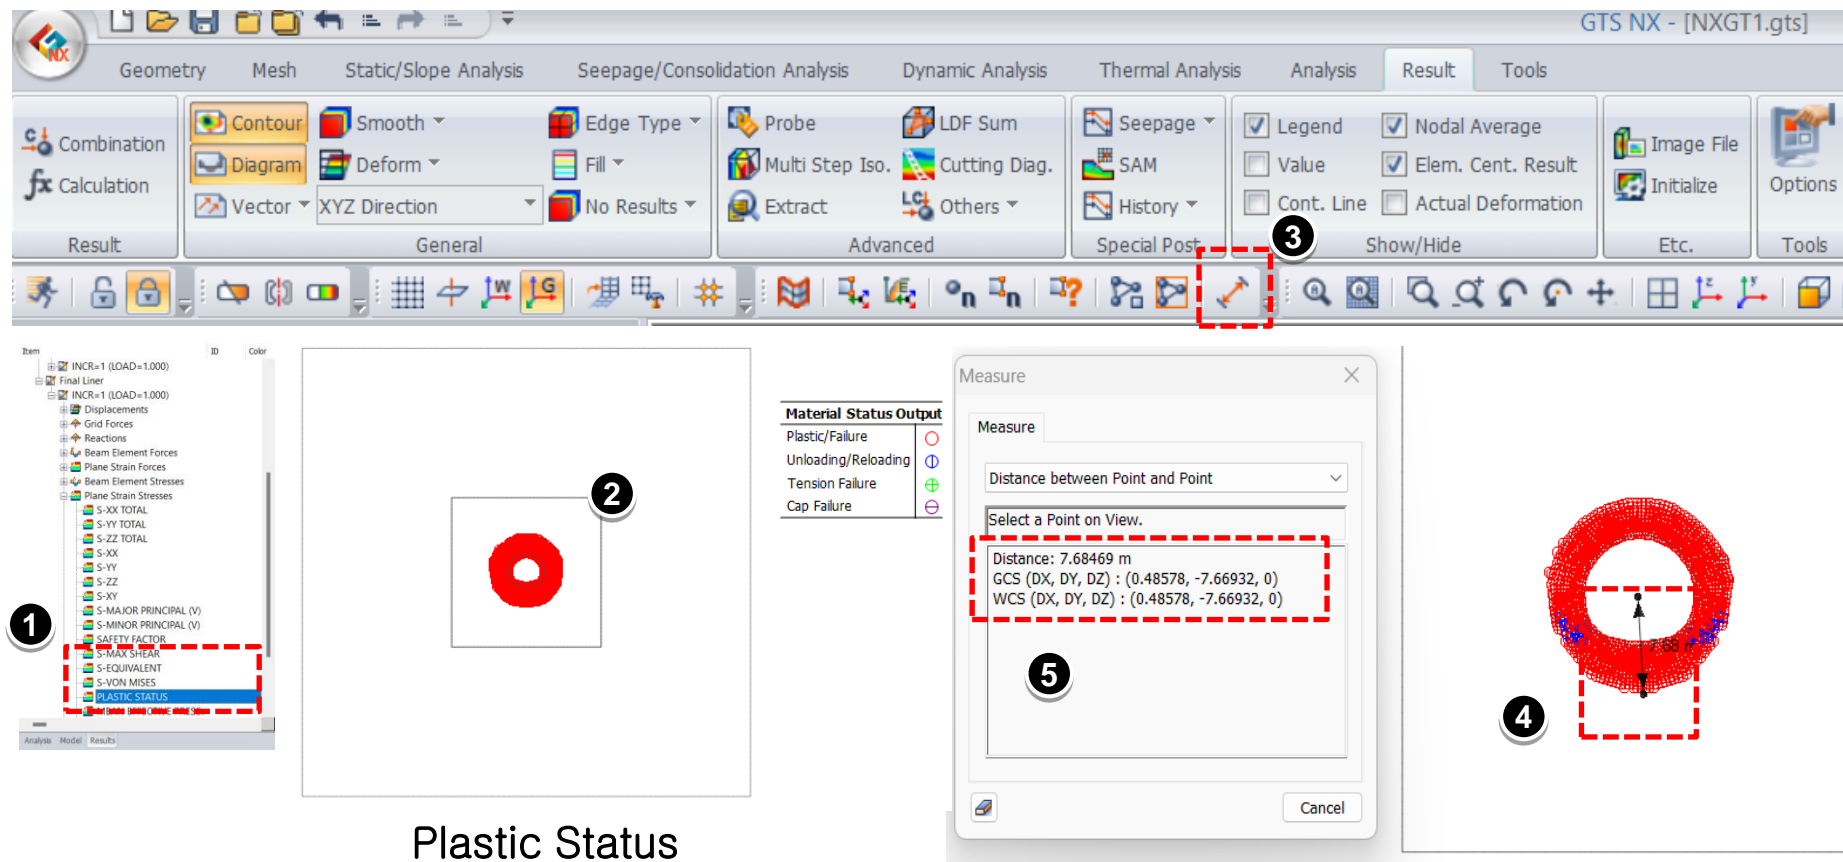 GTS NX - [NXGT1.gts]
NX
Geometry Mesh Static/Slope Analysis Seepage/Consolidation Analysis Dynamic Analysis Thermal Analysis Analysis Result Tools
Combination
Calculation
Result
Contour Smooth Edge Type
Diagram Deform Fill
Vector XYZ Direction No Results
General
Probe LDF Sum
Multi Step Iso. Cutting Diag.
Extract Others
Advanced
Seepage
SAM
History
Special Post
Legend Nodal Average
Value Elem. Cent. Result
Cont. Line Actual Deformation
Show/Hide
Image File
Initialize
Etc.
Options
Tools
3
Item ID Color
INCR=1 (LOAD=1.000)
Final Liner
INCR=1 (LOAD=1.000)
Displacements
Grid Forces
Reactions
Beam Element Forces
Plane Strain Forces
Beam Element Stresses
Plane Strain Stresses
S-XX TOTAL
S-YY TOTAL
S-ZZ TOTAL
S-XX
S-YY
S-ZZ
S-XY
S-MAJOR PRINCIPAL (V)
S-MINOR PRINCIPAL (V)
SAFETY FACTOR
S-MAX SHEAR
S-EQUIVALENT
S-VON MISES
PLASTIC STATUS
MEAN EFFECTIVE PRESS
Analysis Model Results
1
2
Material Status Output
Plastic/Failure
Unloading/Reloading
Tension Failure
Cap Failure
Plastic Status
Measure
Measure
Distance between Point and Point
Select a Point on View.
Distance: 7.68469 m
GCS (DX, DY, DZ) : (0.48578, -7.66932, 0)
WCS (DX, DY, DZ) : (0.48578, -7.66932, 0)
5
Cancel
7.68
4